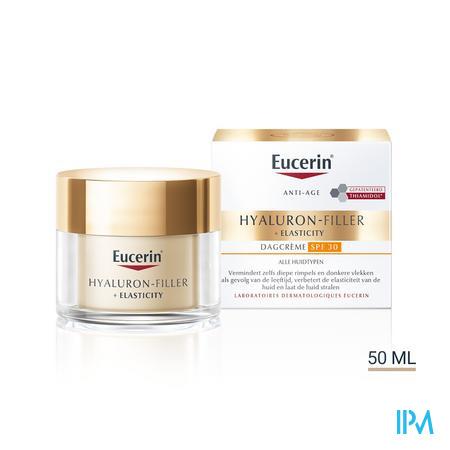 Eucerin®
HYALURON-FILLER
+ ELASTICITY
Eucerin®
ANTI-AGE
GEPATENTEERD
THIAMIDOL®
HYALURON-FILLER
+ ELASTICITY
DAGCRÈME SPF 30
ALLE HUIDTYPEN
Vermindert zelfs diepe rimpels en donkere vlekken
als gevolg van de leeftijd, verbetert de elasticiteit van de
huid en laat de huid stralen
LABORATOIRES DERMATOLOGIQUES EUCERIN
50 ML
IPM